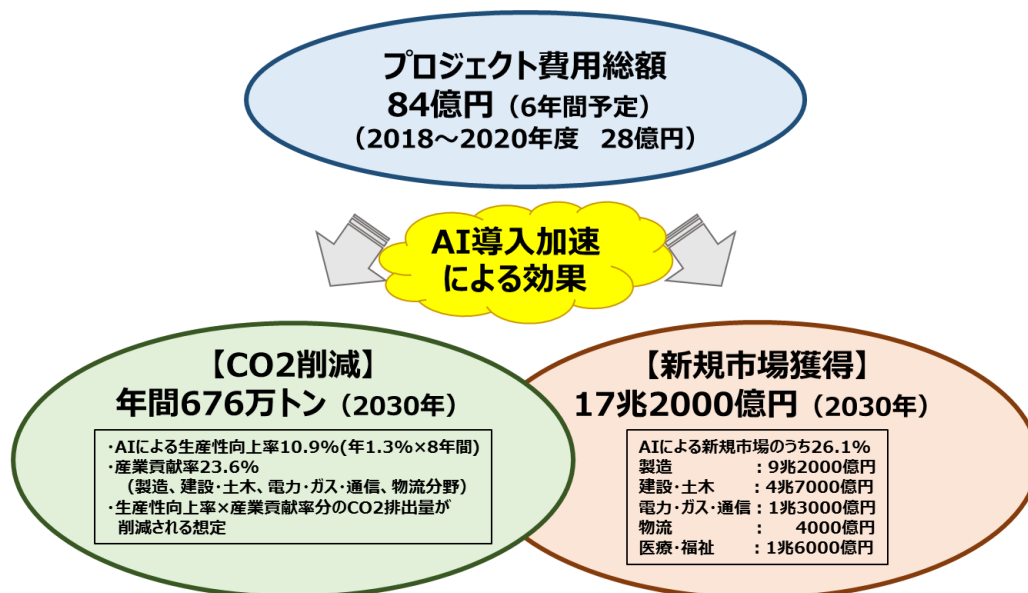 プロジェクト費用総額
84億円（6年間予定）
（2018～2020年度 28億円）
AI導入加速
による効果
【CO2削減】
年間676万トン（2030年）
・AIによる生産性向上率10.9%(年1.3%×8年間)
・産業貢献率23.6%
（製造、建設・土木、電力・ガス・通信、物流分野）
・生産性向上率×産業貢献率分のCO2排出量が
削減される想定
【新規市場獲得】
17兆2000億円（2030年）
AIによる新規市場のうち26.1%
製造 ：9兆2000億円
建設・土木 ：4兆7000億円
電力・ガス・通信：1兆3000億円
物流 ： 4000億円
医療・福祉 ：1兆6000億円